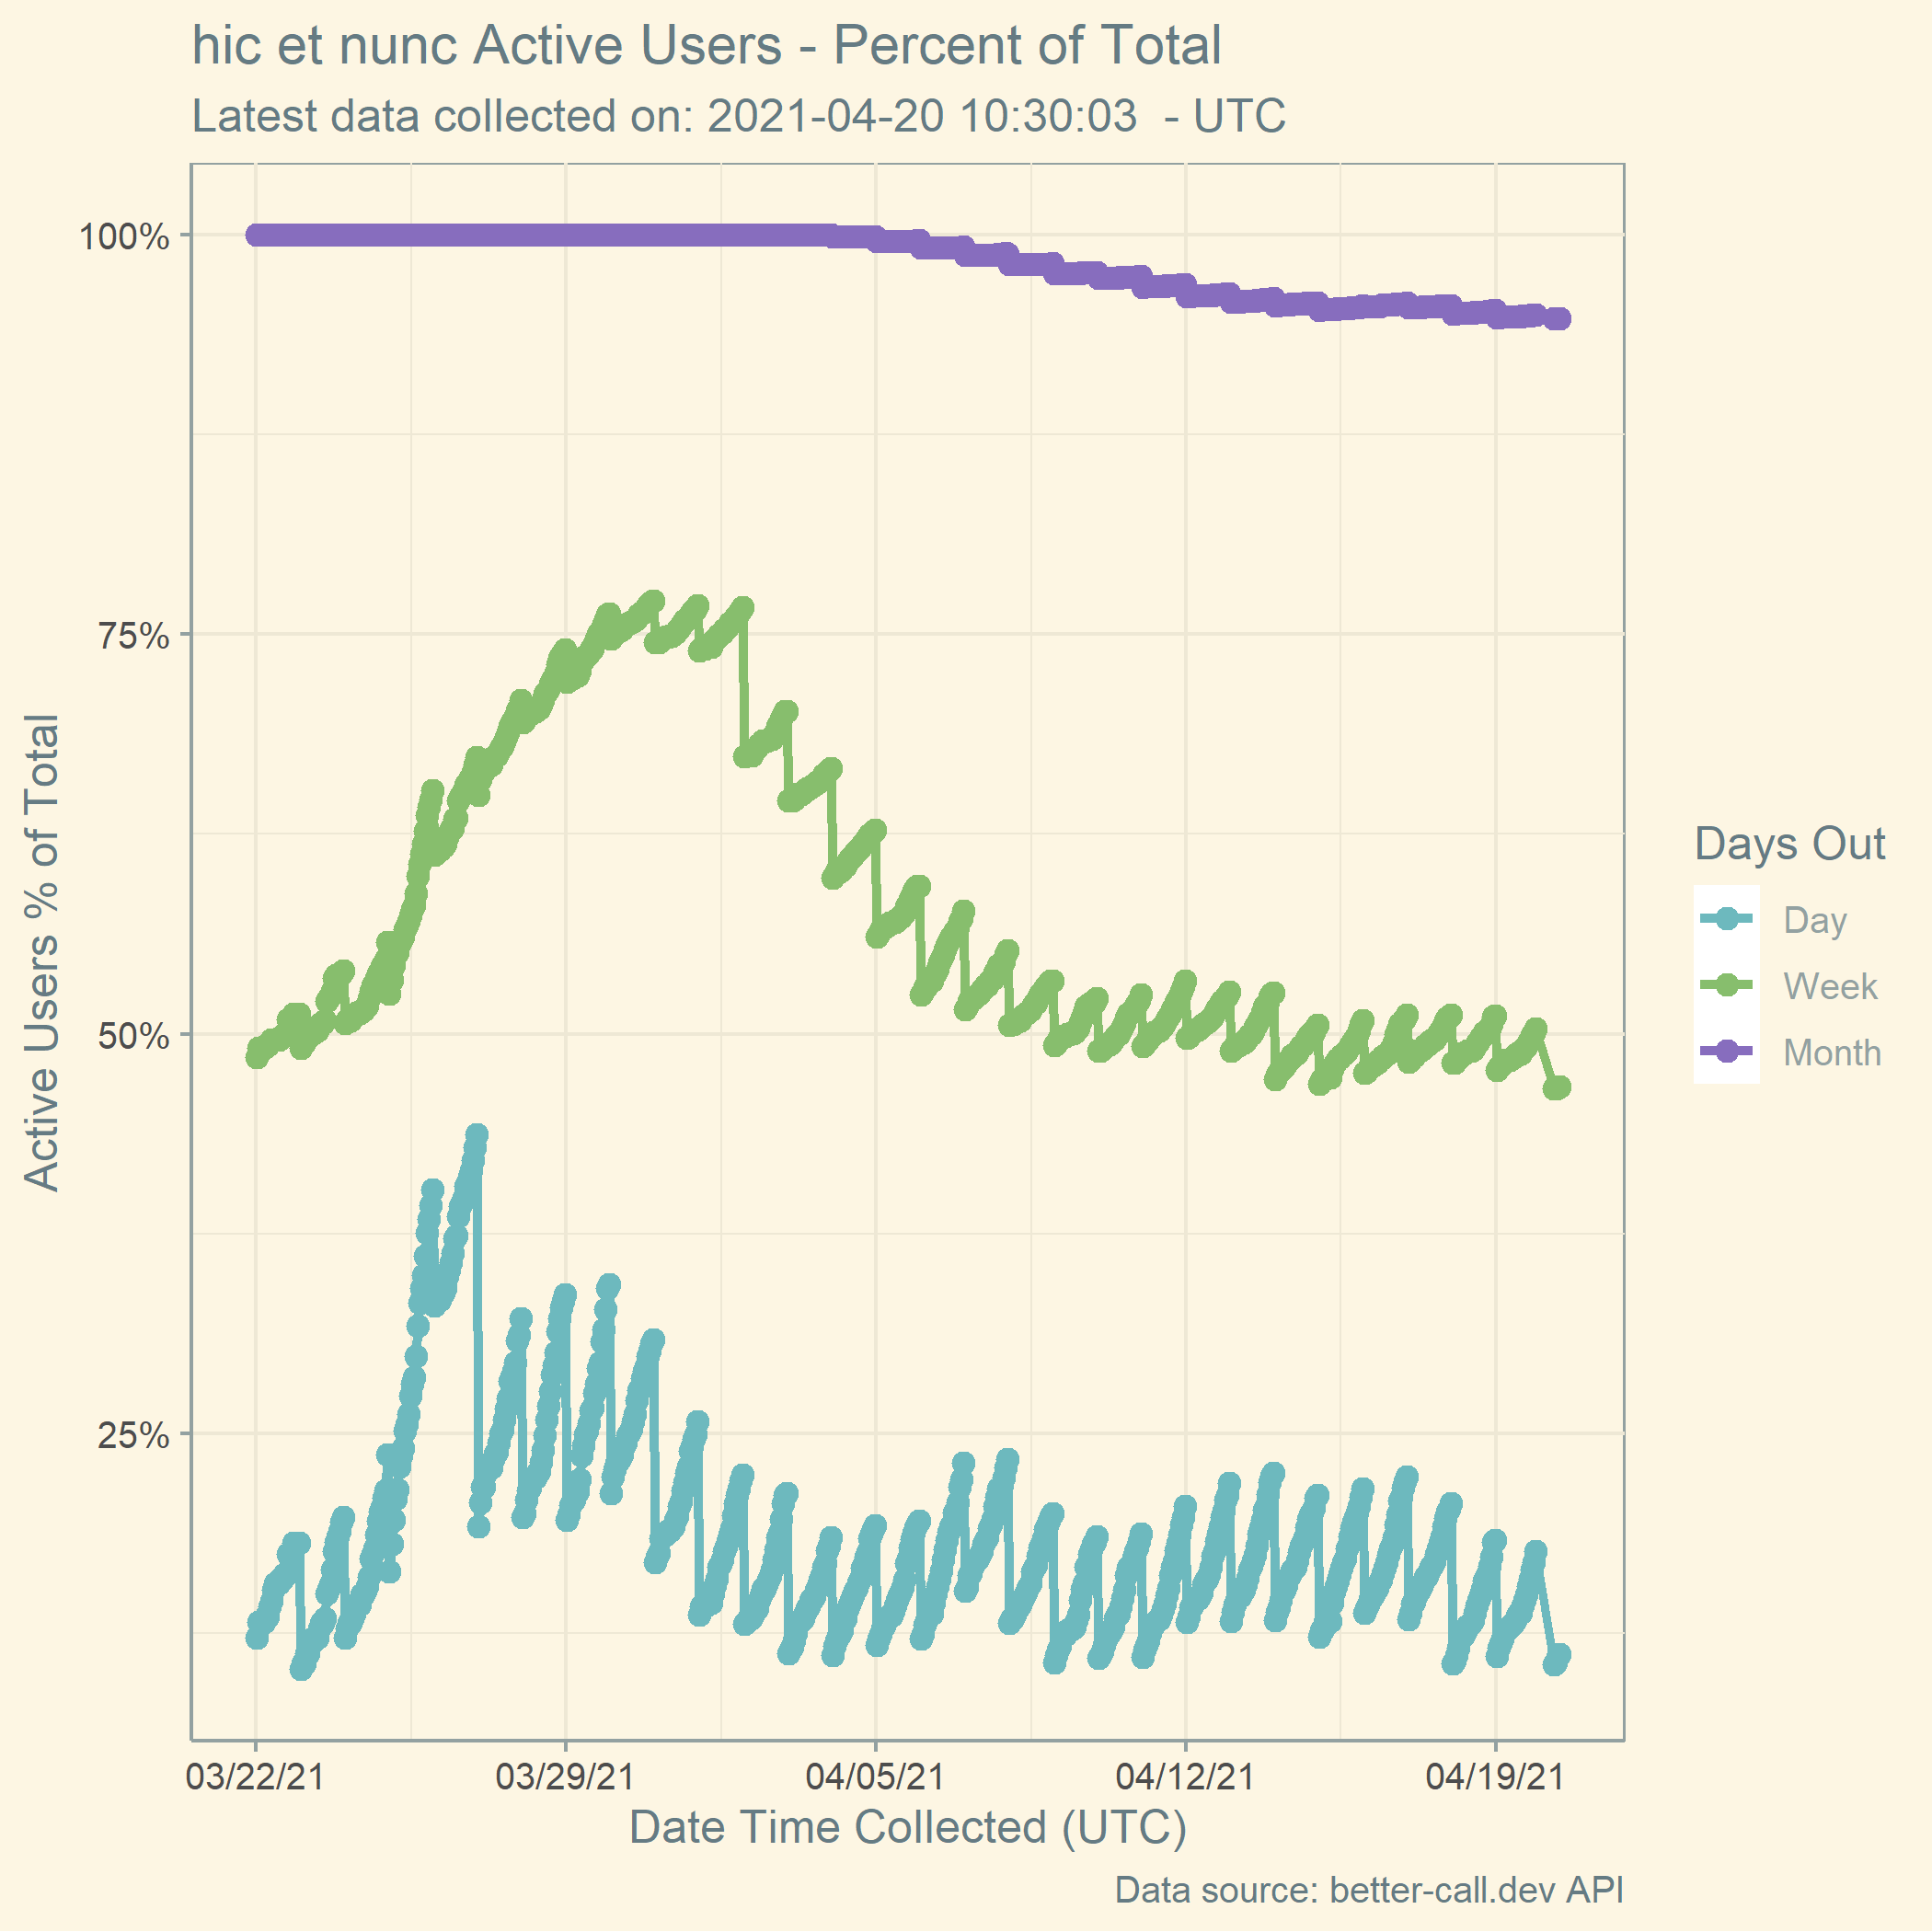 hic et nunc Active Users - Percent of Total
Latest data collected on: 2021-04-20 10:30:03  - UTC
100%
75%
50%
25%
Active Users % of Total
03/22/21
03/29/21
04/05/21
04/12/21
04/19/21
Date Time Collected (UTC)
Days Out
Day
Week
Month
Data source: better-call.dev API